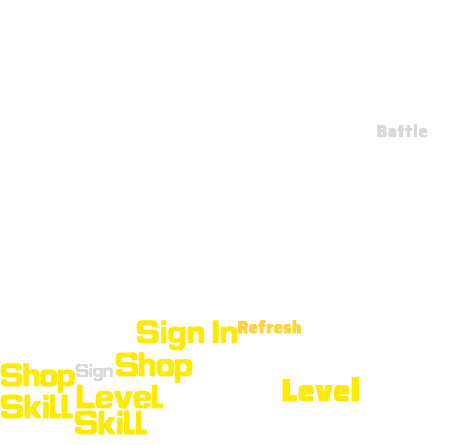 Battle
Sign In Refresh
Shop Sign Shop
Skill Level Level
Skill